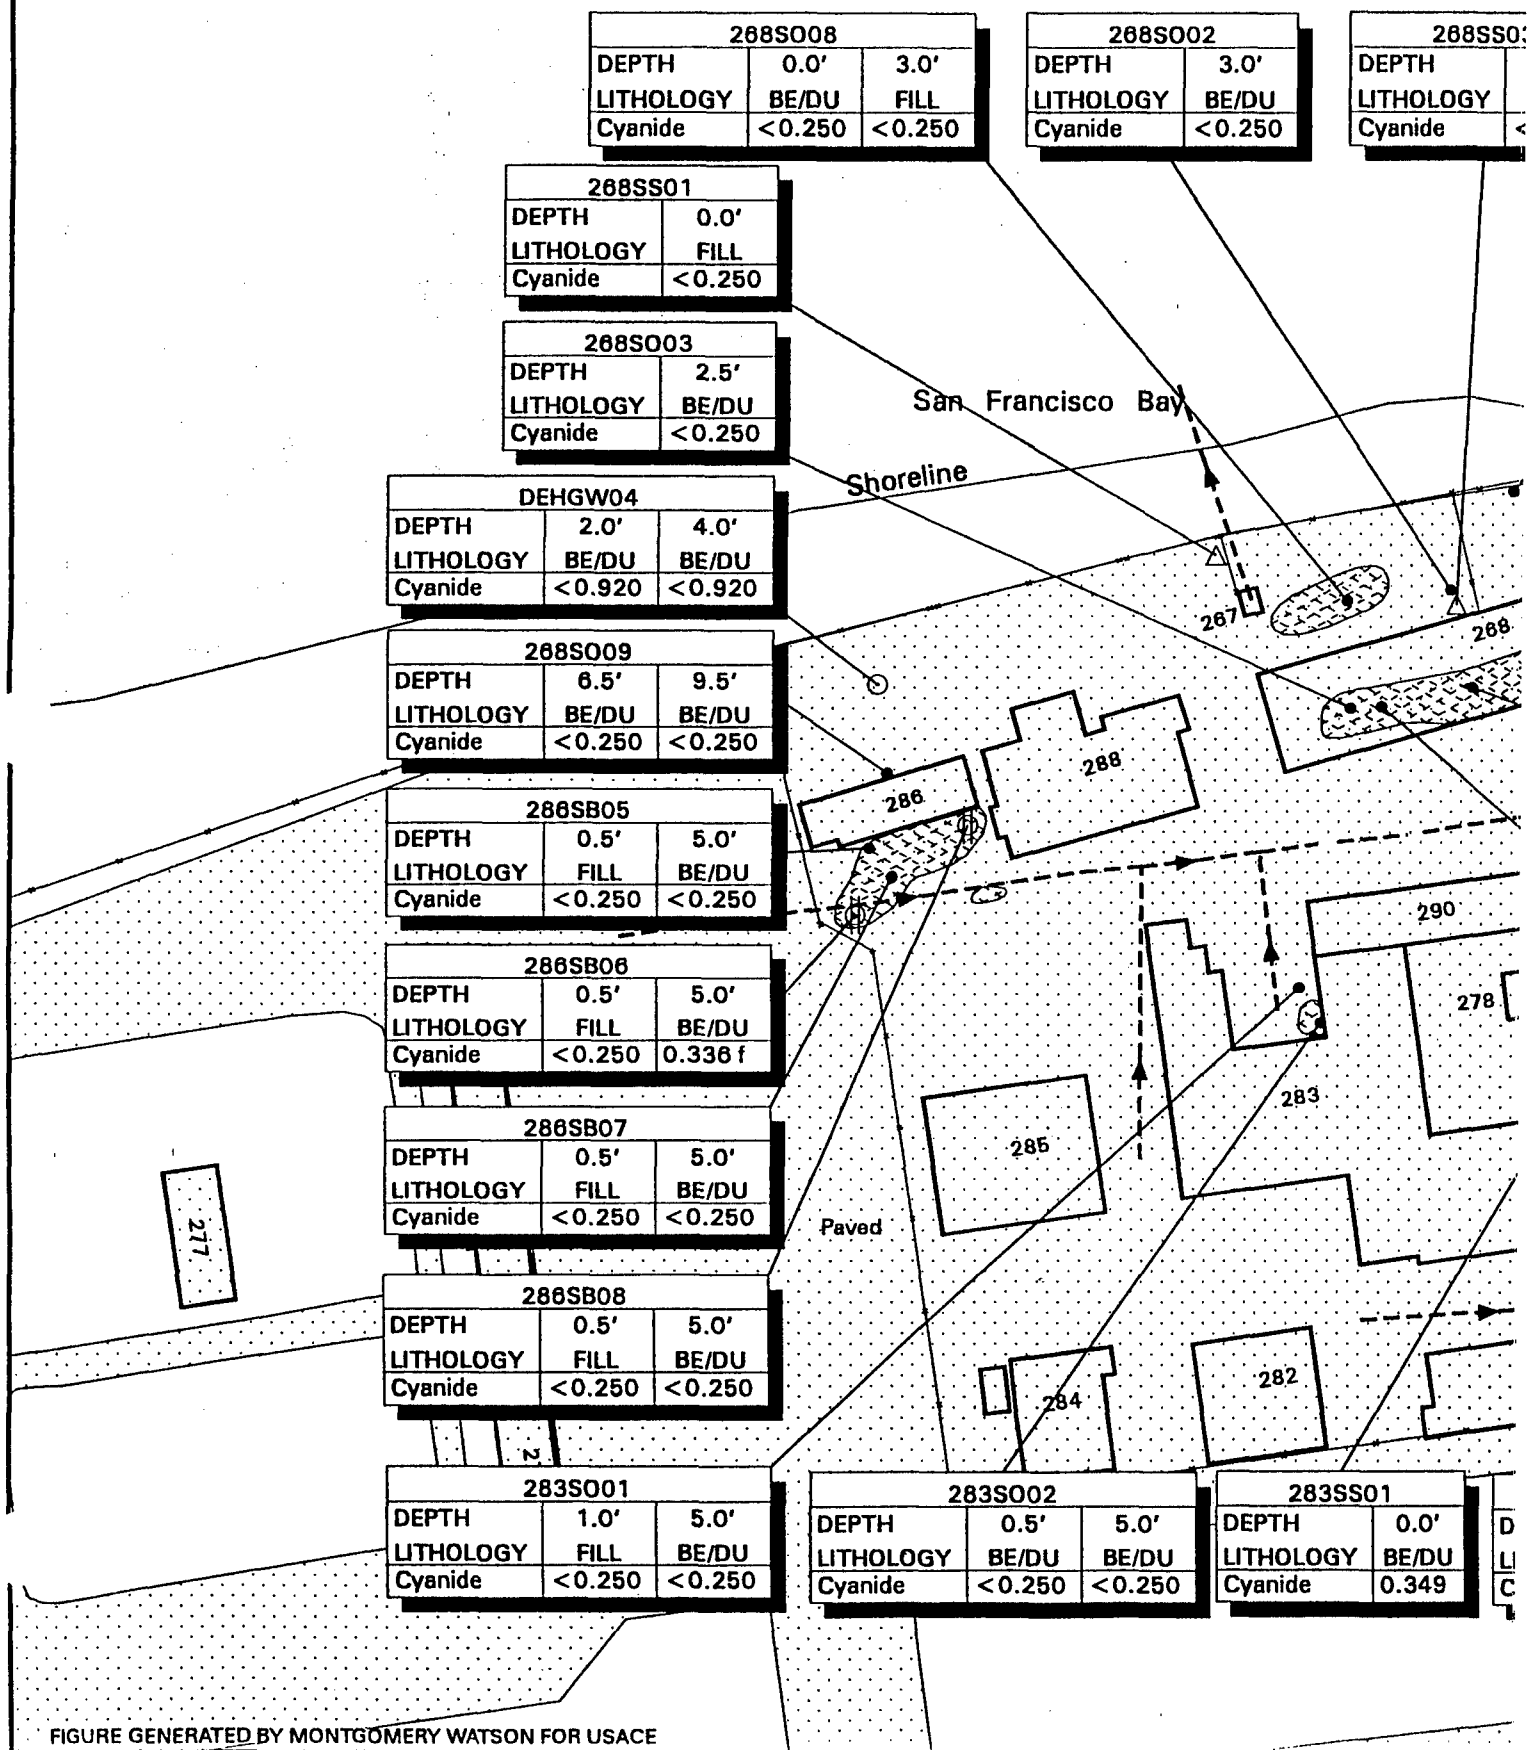 268SO08
DEPTH 0.0' 3.0'
LITHOLOGY BE/DU FILL
Cyanide <0.250 <0.250
268SO02
DEPTH 3.0'
LITHOLOGY BE/DU
Cyanide <0.250
268SS03
DEPTH
LITHOLOGY
Cyanide <
268SS01
DEPTH 0.0'
LITHOLOGY FILL
Cyanide <0.250
268SO03
DEPTH 2.5'
LITHOLOGY BE/DU
Cyanide <0.250
San Francisco Bay
Shoreline
DEHGW04
DEPTH 2.0' 4.0'
LITHOLOGY BE/DU BE/DU
Cyanide <0.920 <0.920
267
268
268SO09
DEPTH 6.5' 9.5'
LITHOLOGY BE/DU BE/DU
Cyanide <0.250 <0.250
288
286
286SB05
DEPTH 0.5' 5.0'
LITHOLOGY FILL BE/DU
Cyanide <0.250 <0.250
290
286SB06
DEPTH 0.5' 5.0'
LITHOLOGY FILL BE/DU
Cyanide <0.250 0.336 f
278
283
286SB07
DEPTH 0.5' 5.0'
LITHOLOGY FILL BE/DU
Cyanide <0.250 <0.250
285
277
Paved
286SB08
DEPTH 0.5' 5.0'
LITHOLOGY FILL BE/DU
Cyanide <0.250 <0.250
284
282
2
283SO01
DEPTH 1.0' 5.0'
LITHOLOGY FILL BE/DU
Cyanide <0.250 <0.250
283SO02
DEPTH 0.5' 5.0'
LITHOLOGY BE/DU BE/DU
Cyanide <0.250 <0.250
283SS01
DEPTH 0.0'
LITHOLOGY BE/DU
Cyanide 0.349
D
LI
C
FIGURE GENERATED BY MONTGOMERY WATSON FOR USACE